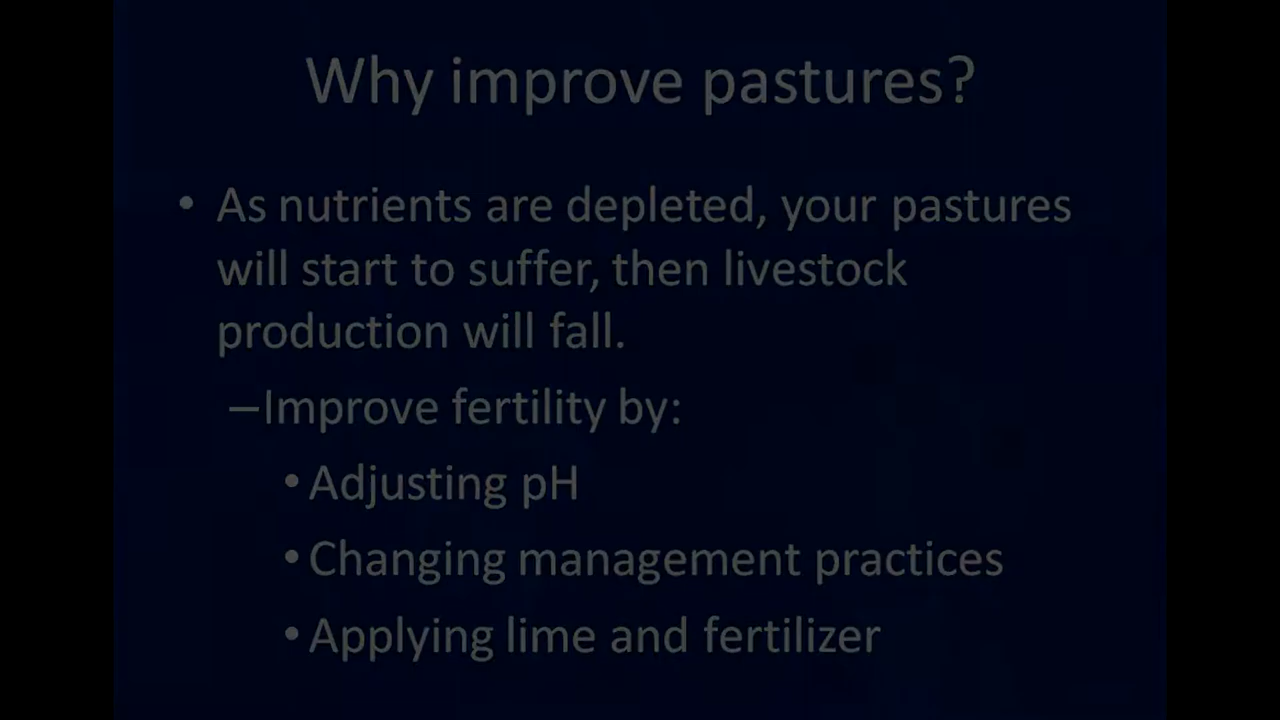 Why improve pastures?
• As nutrients are depleted, your pastures
will start to suffer, then livestock
production will fall.
–Improve fertility by:
• Adjusting pH
• Changing management practices
• Applying lime and fertilizer